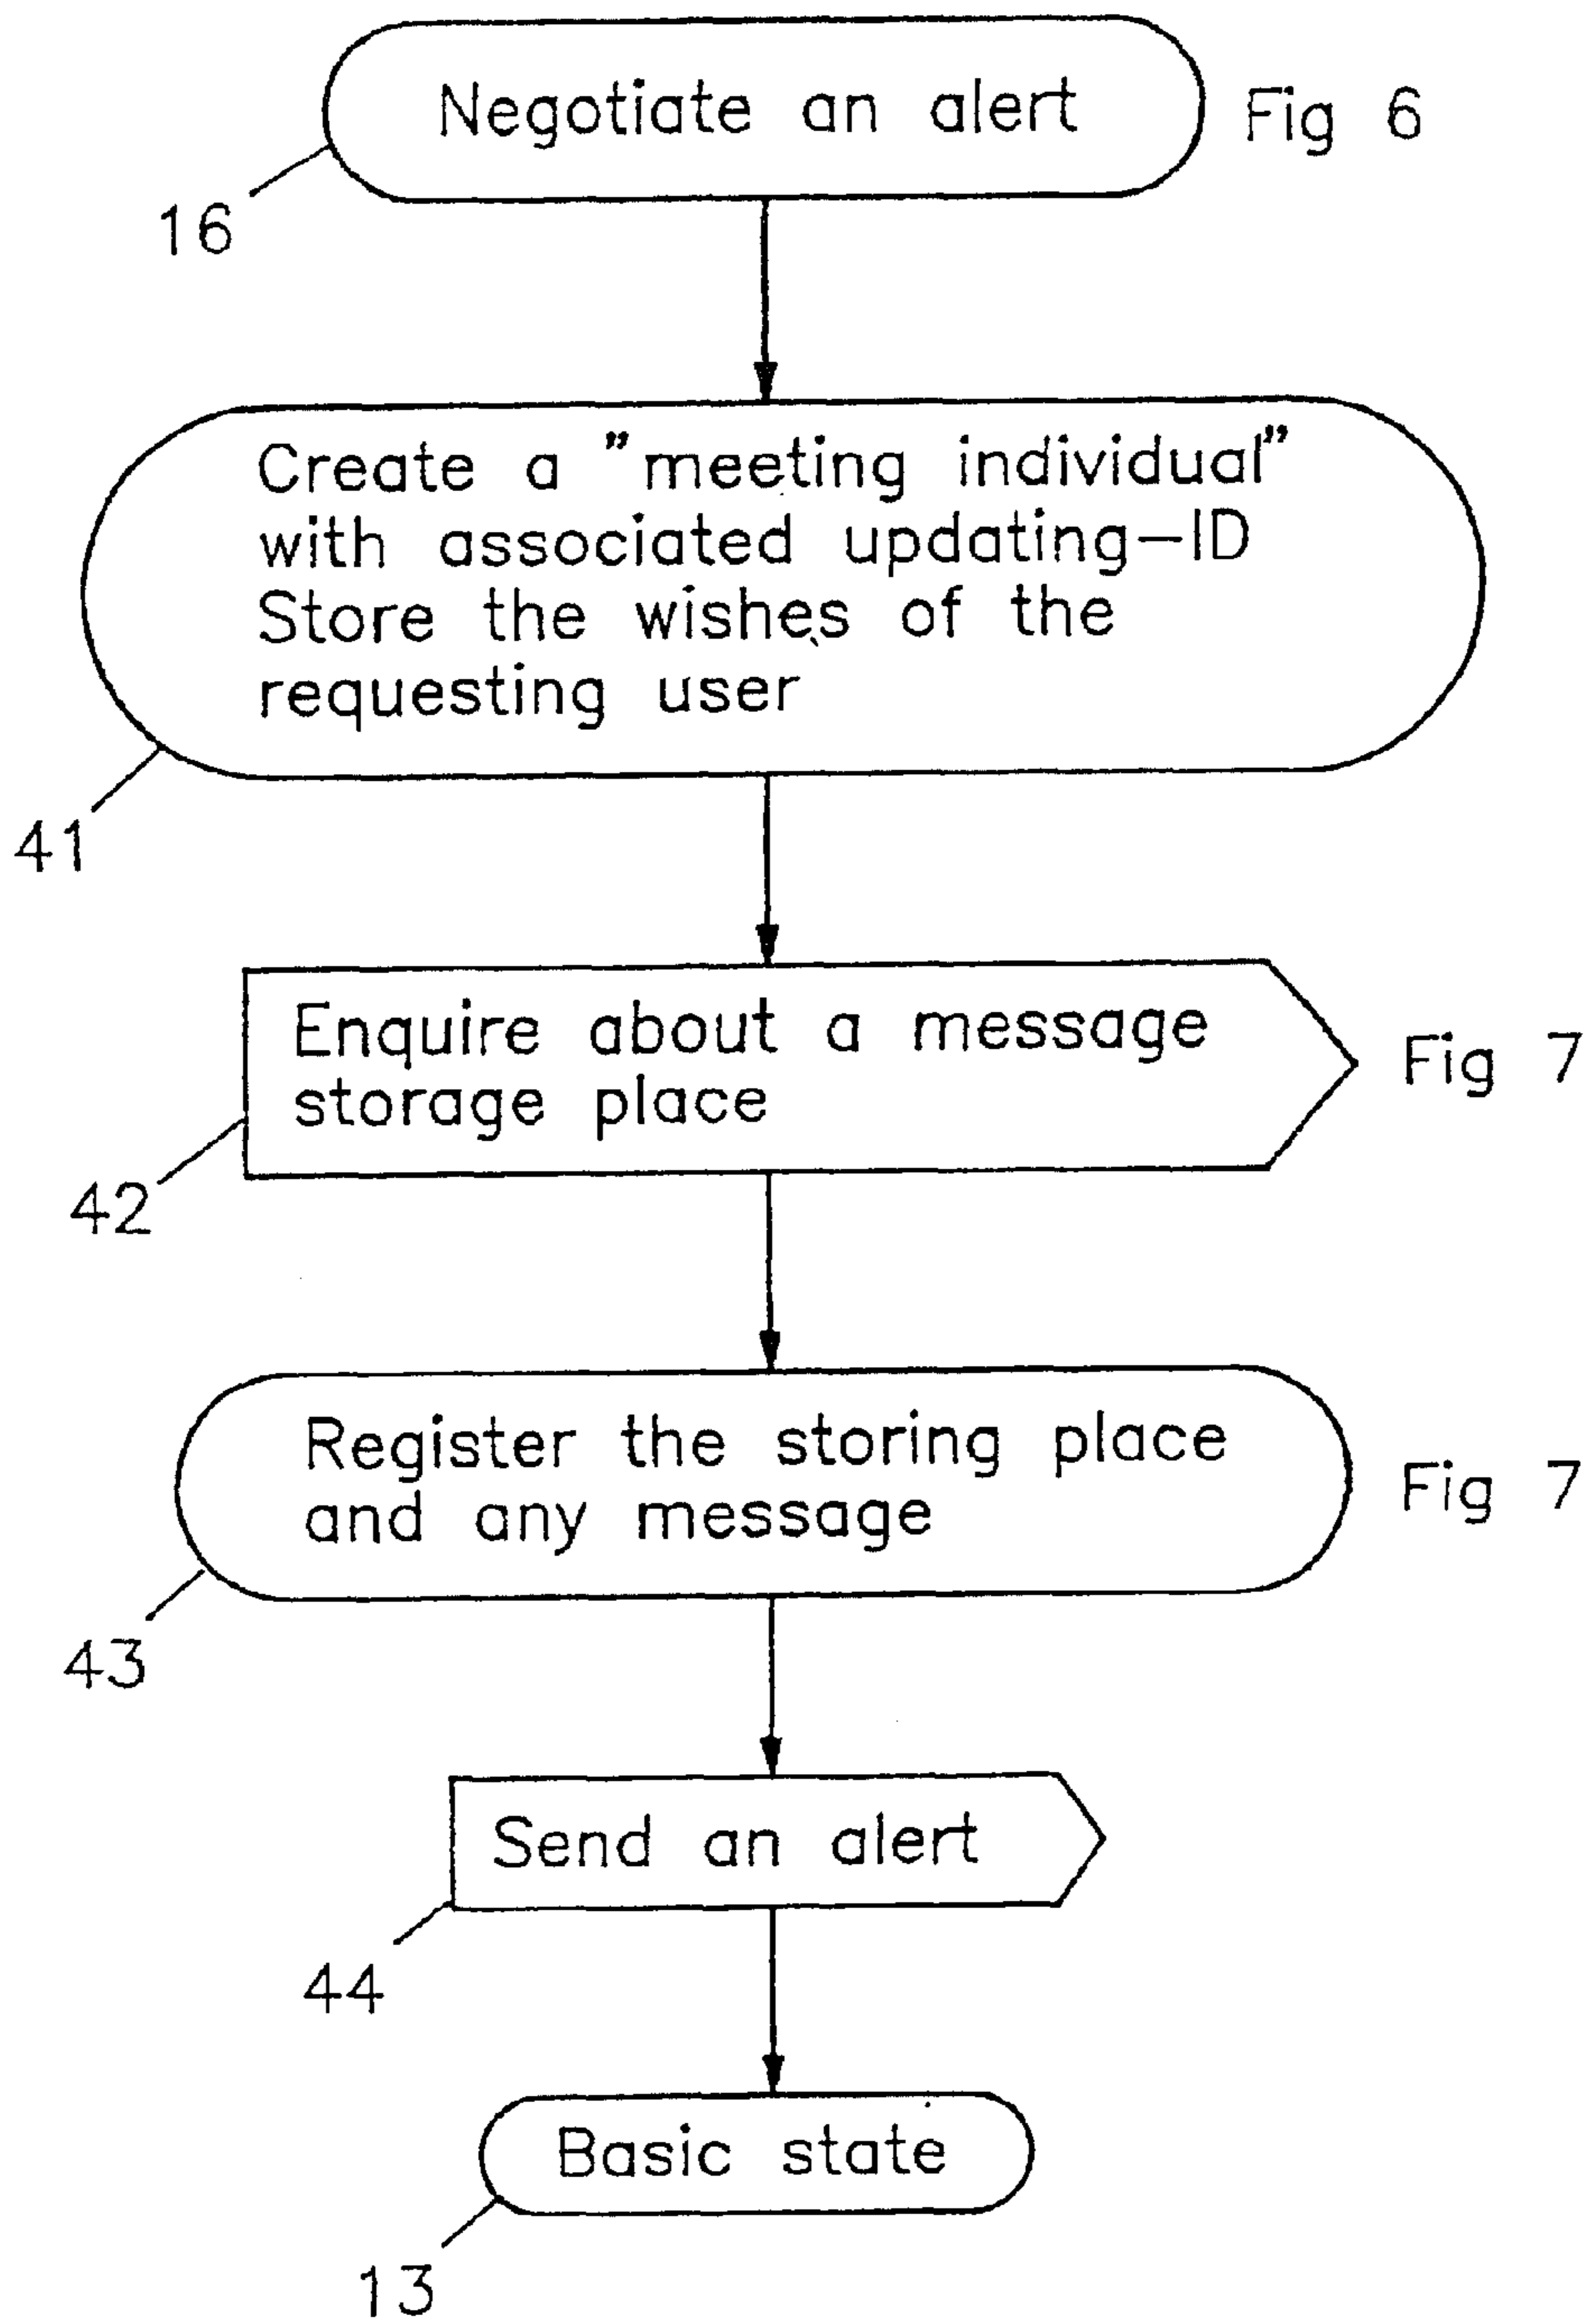 Negotiate an alert
Fig 6
16
Create a "meeting individual"
with associated updating-ID
Store the wishes of the
requesting user
41
Enquire about a message
storage place
Fig 7
42
Register the storing place
and any message
Fig 7
43
Send an alert
44
Basic state
13